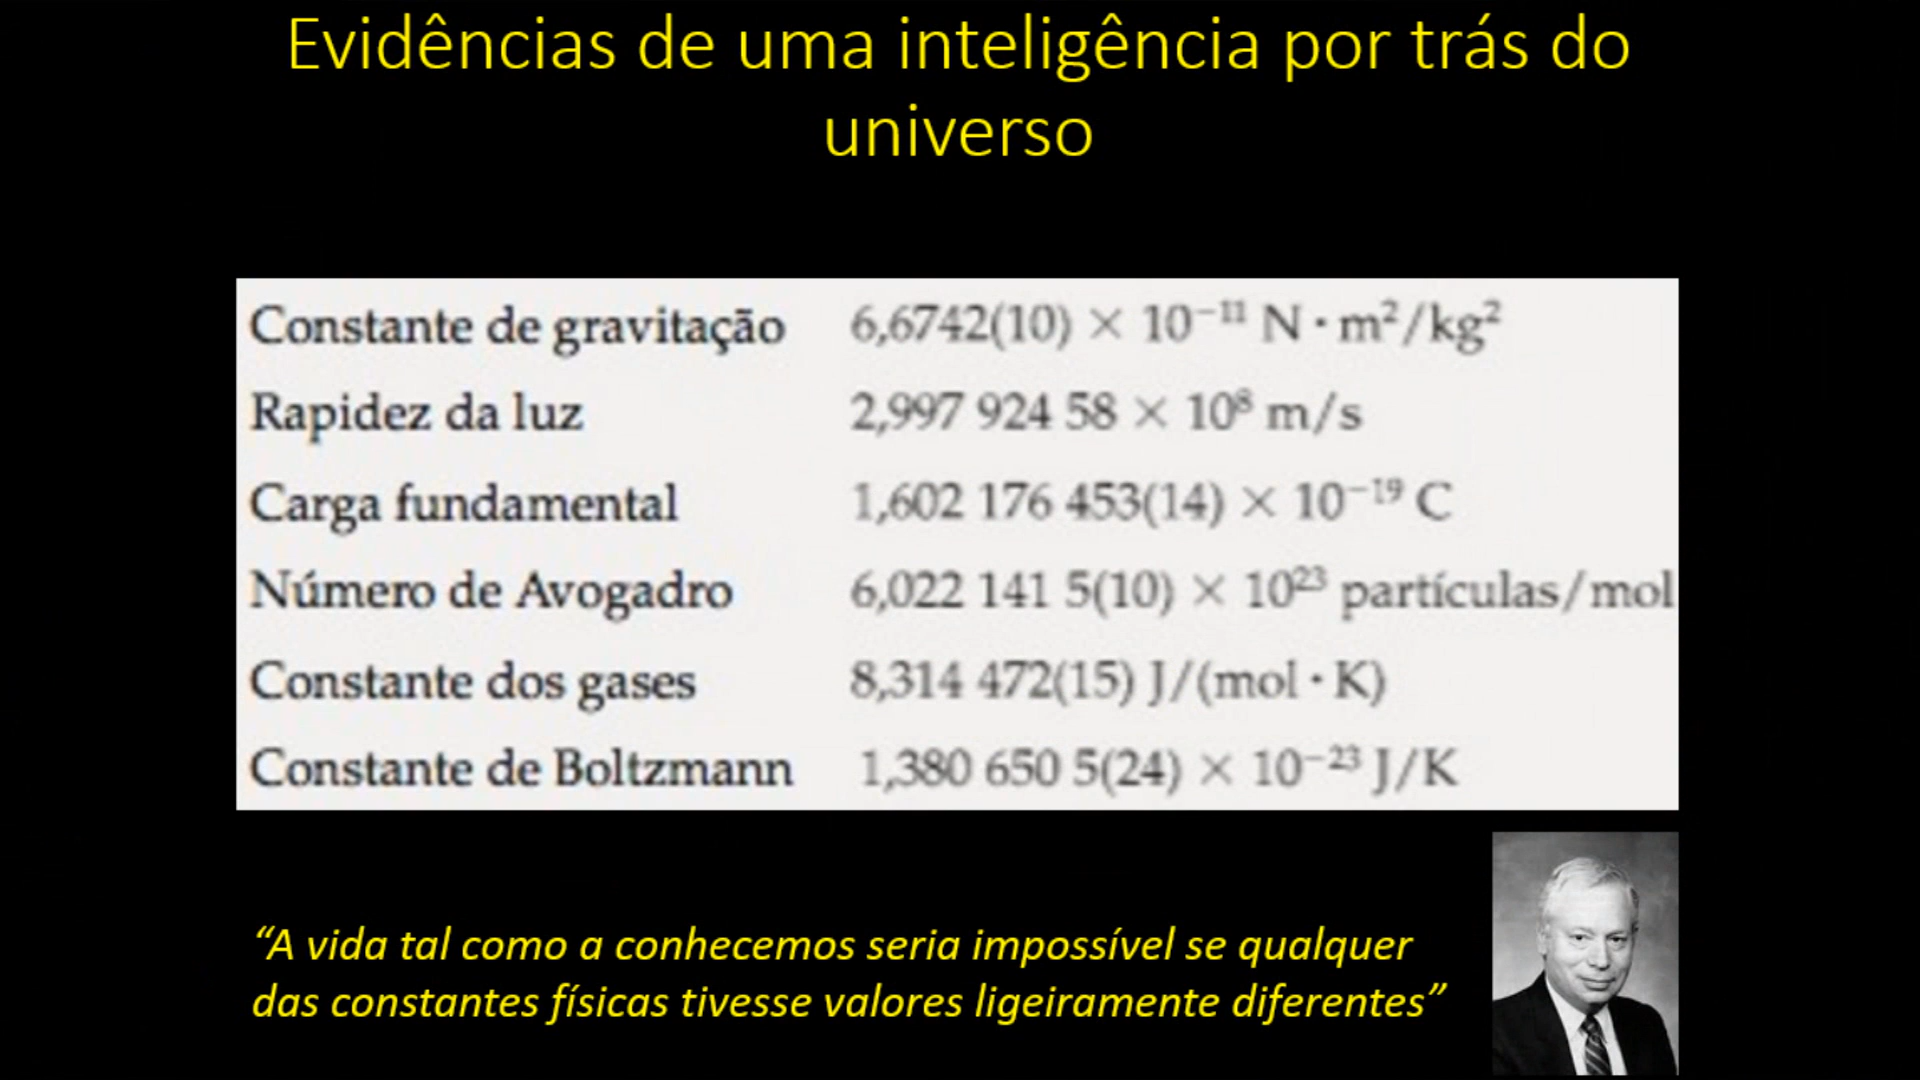 Evidências de uma inteligência por trás do
universo
Constante de gravitação 6,6742(10) × 10⁻¹¹ N · m²/kg²
Rapidez da luz 2,997 924 58 × 10⁸ m/s
Carga fundamental 1,602 176 453(14) × 10⁻¹⁹ C
Número de Avogadro 6,022 141 5(10) × 10²³ partículas/mol
Constante dos gases 8,314 472(15) J/(mol · K)
Constante de Boltzmann 1,380 650 5(24) × 10⁻²³ J/K
“A vida tal como a conhecemos seria impossível se qualquer
das constantes físicas tivesse valores ligeiramente diferentes”